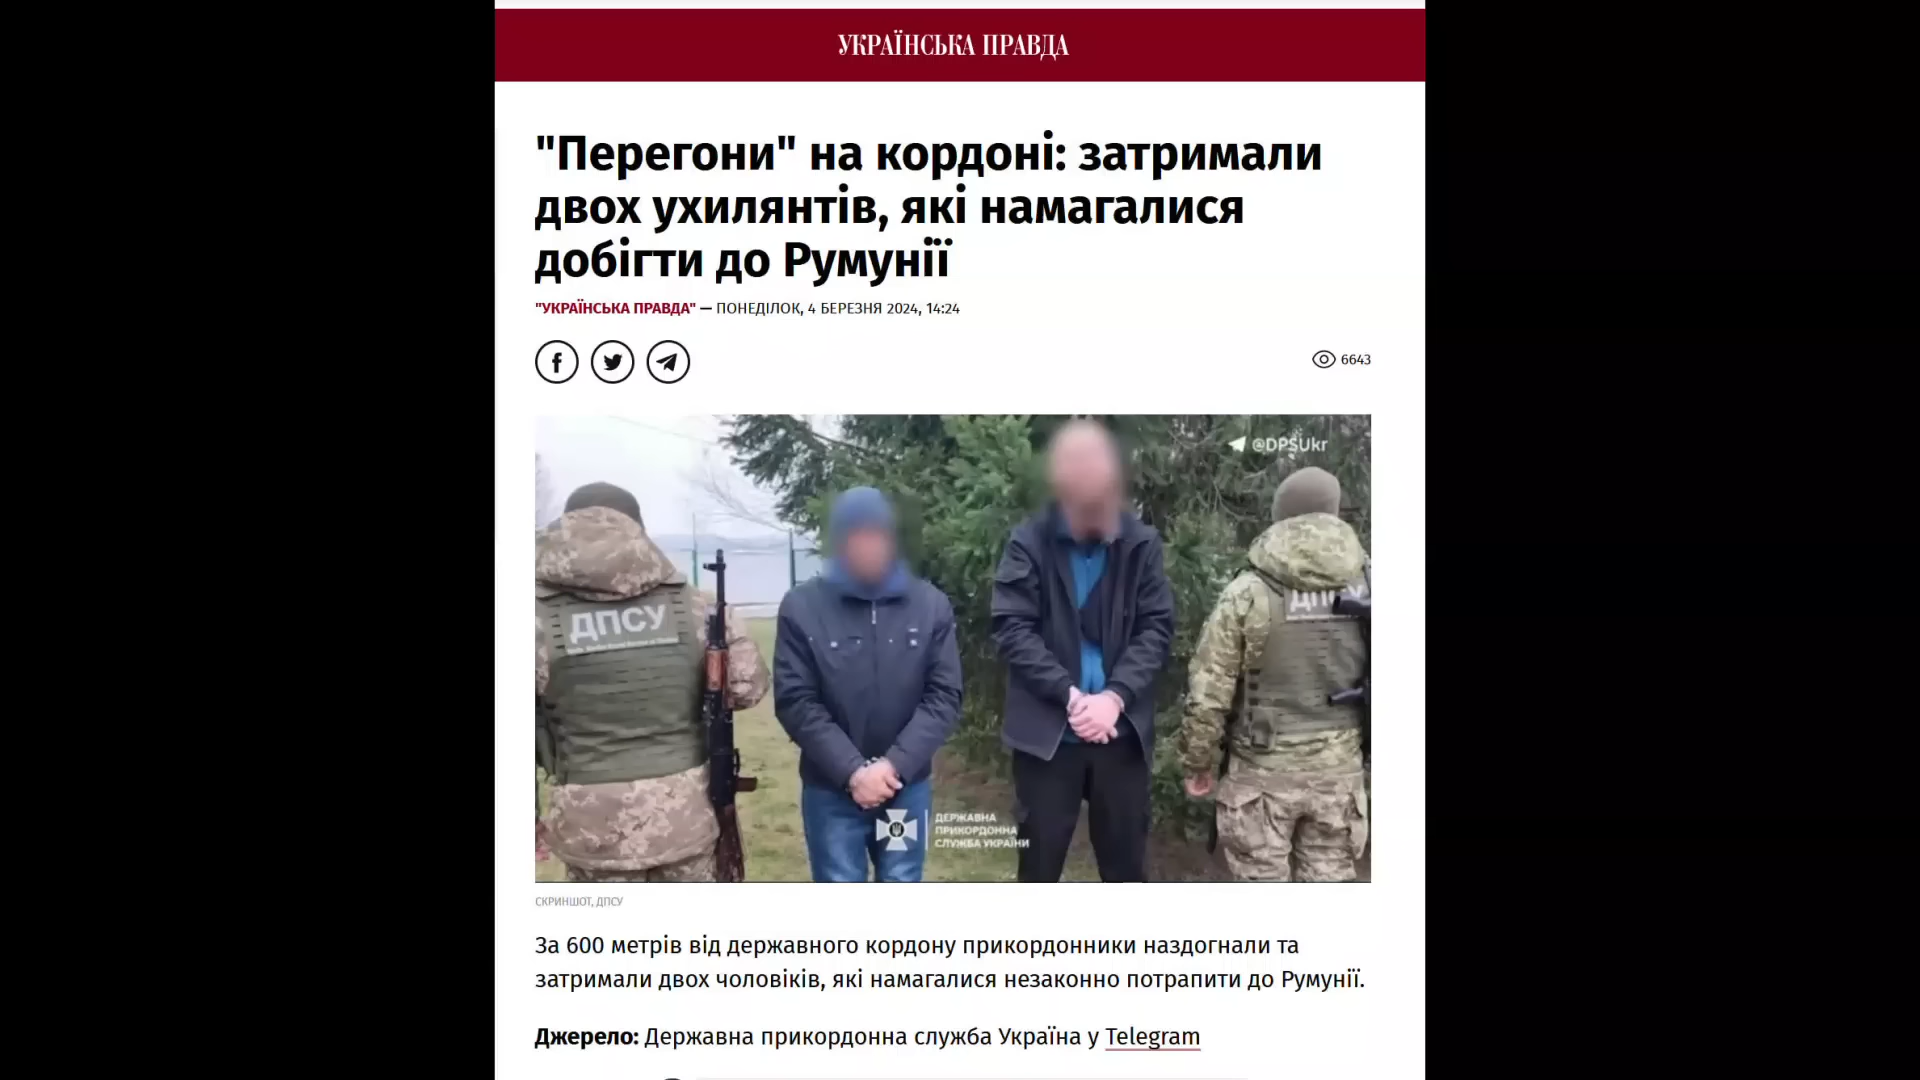 УКРАЇНСЬКА ПРАВДА
"Перегони" на кордоні: затримали
двох ухилянтів, які намагалися
добігти до Румунії
"УКРАЇНСЬКА ПРАВДА" — ПОНЕДІЛОК, 4 БЕРЕЗНЯ 2024, 14:24
6643
@DPSUkr
ДПСУ
ДЕРЖАВНА
ПРИКОРДОННА
СЛУЖБА УКРАЇНИ
СКРИНШОТ, ДПСУ
За 600 метрів від державного кордону прикордонники наздогнали та
затримали двох чоловіків, які намагалися незаконно потрапити до Румунії.
Джерело: Державна прикордонна служба Україна у Telegram